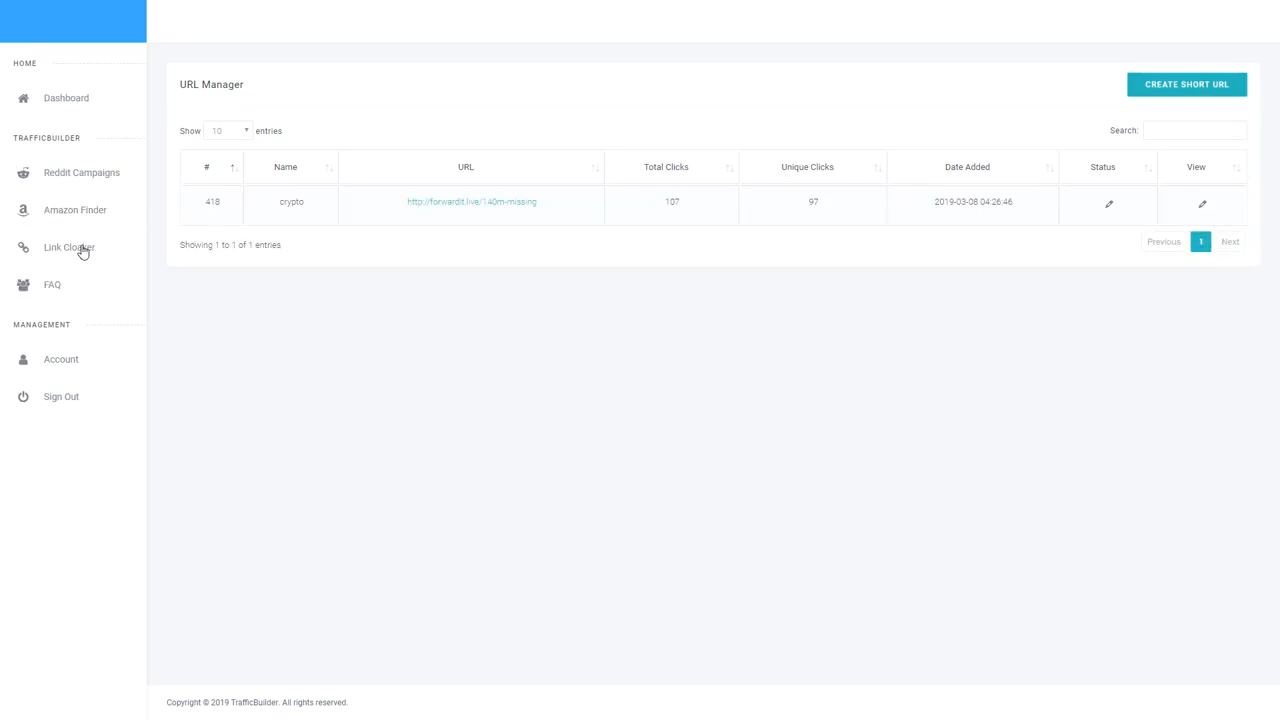 HOME
Dashboard
TRAFFICBUILDER
Reddit Campaigns
Amazon Finder
Link Cloaker
FAQ
MANAGEMENT
Account
Sign Out
URL Manager
CREATE SHORT URL
Show 10 entries
Search:
# Name URL Total Clicks Unique Clicks Date Added Status View
418 crypto http://forwardit.live/140m-missing 107 97 2019-03-08 04:26:46
Showing 1 to 1 of 1 entries
Previous 1 Next
Copyright © 2019 TrafficBuilder. All rights reserved.